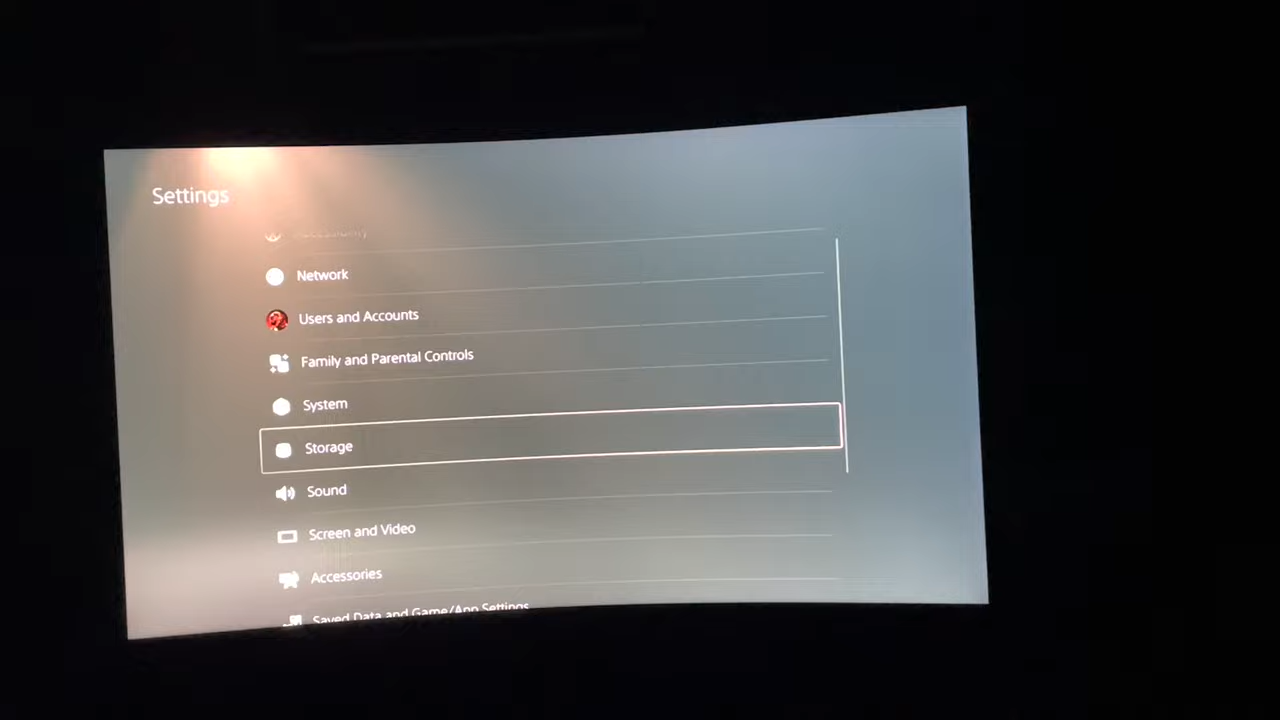 Settings
Accessibility
Network
Users and Accounts
Family and Parental Controls
System
Storage
Sound
Screen and Video
Accessories
Saved Data and Game/App Settings